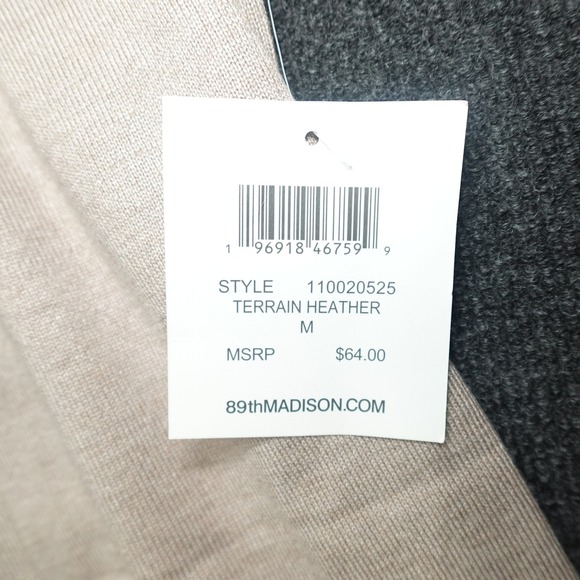 1 96918 46759 9
STYLE 110020525
TERRAIN HEATHER
M
MSRP $64.00
89thMADISON.COM